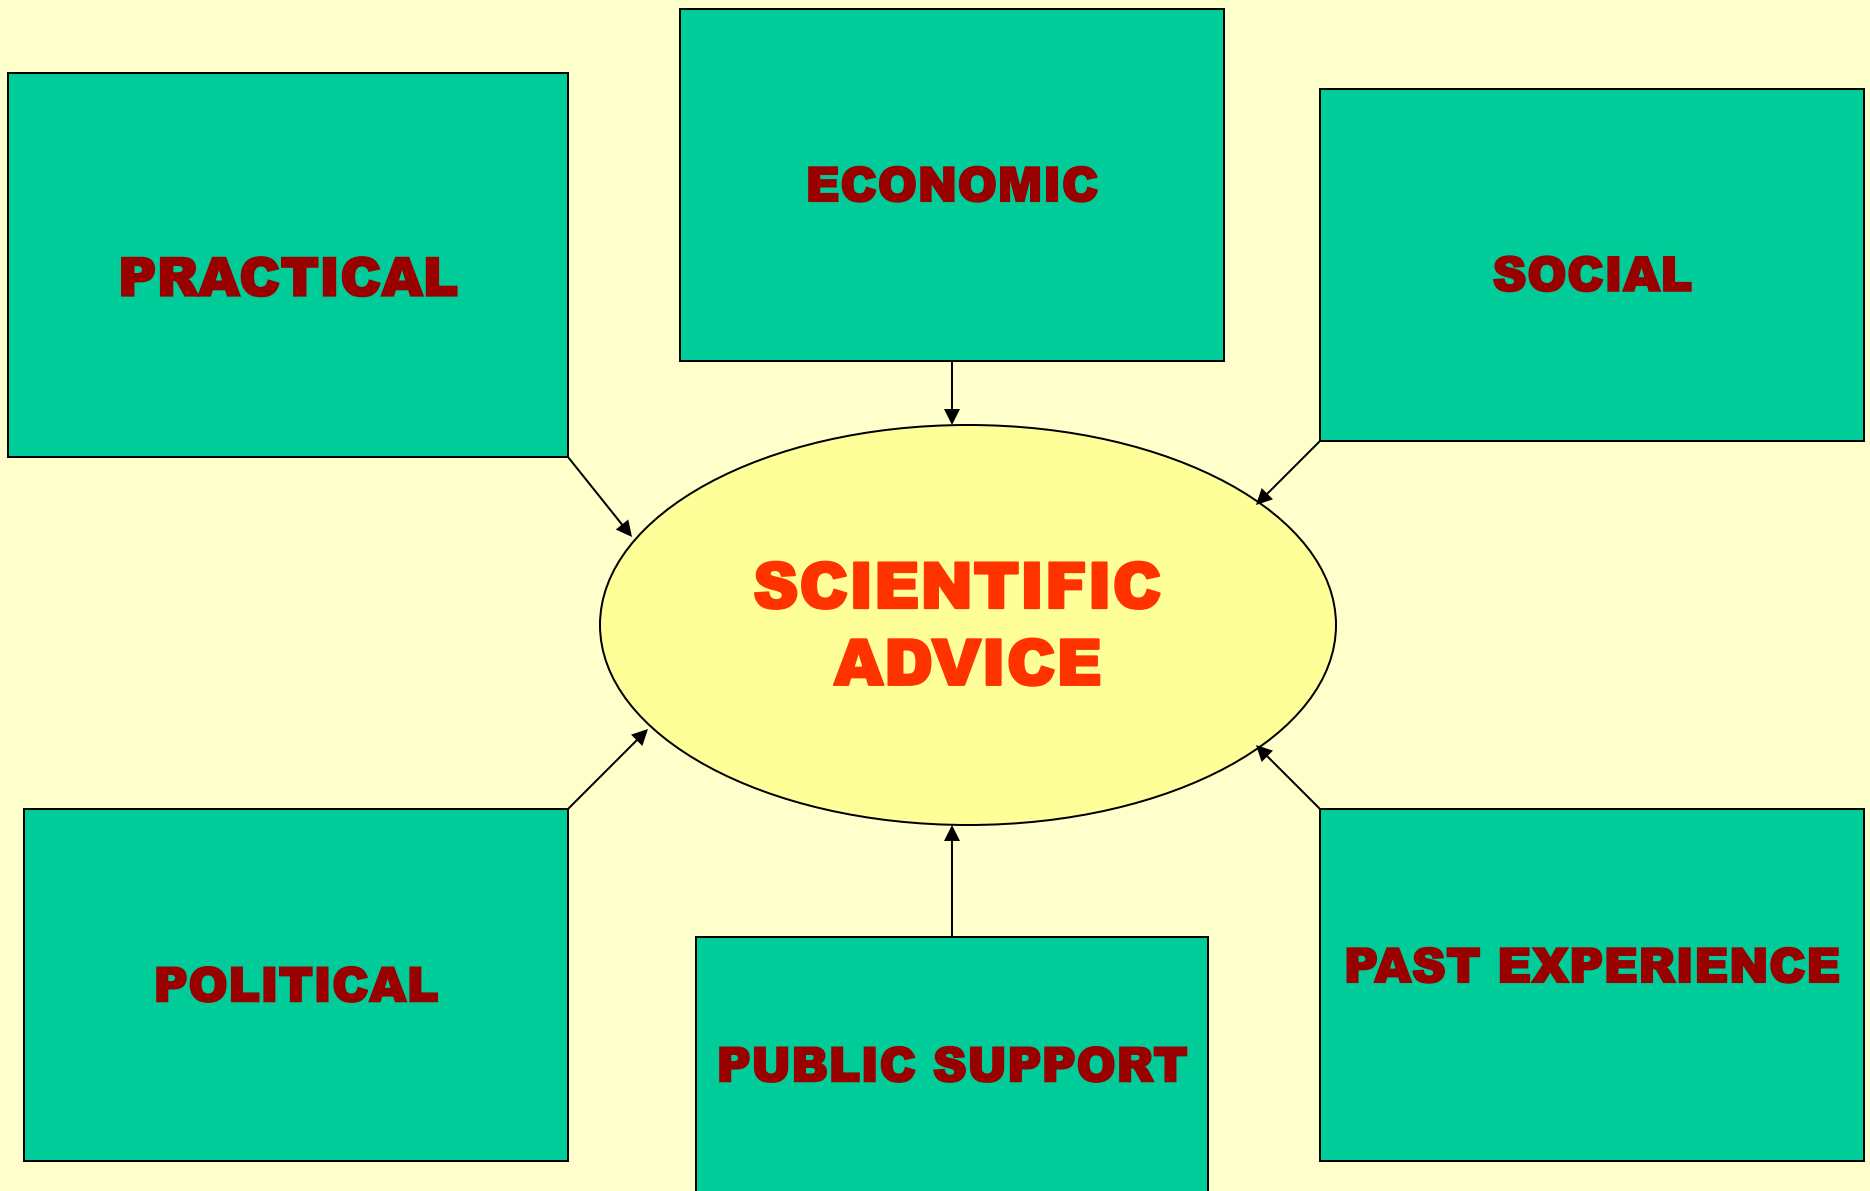 PRACTICAL
ECONOMIC
SOCIAL
SCIENTIFIC
ADVICE
POLITICAL
PUBLIC SUPPORT
PAST EXPERIENCE